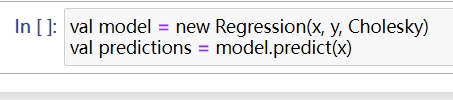 In [ ]: val model = new Regression(x, y, Cholesky)
val predictions = model.predict(x)